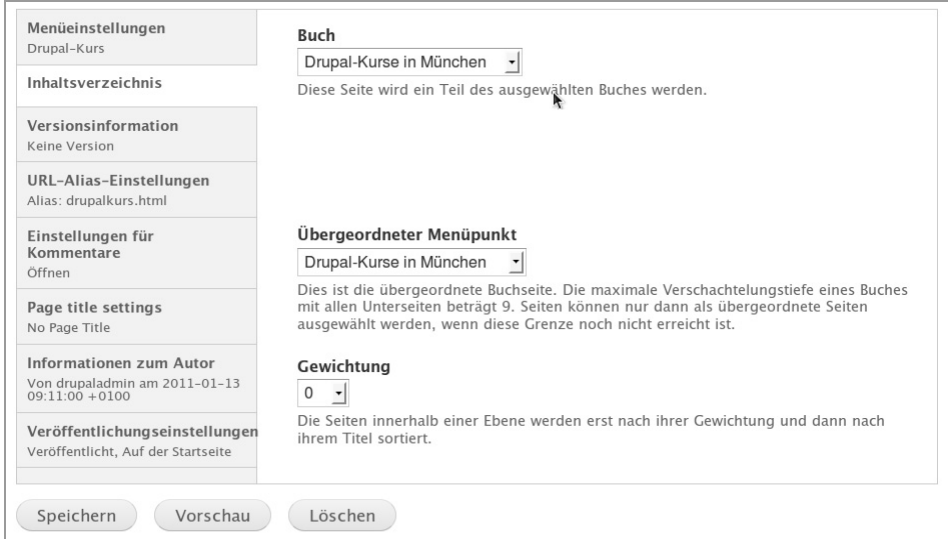 Menüeinstellungen
Drupal-Kurs
Inhaltsverzeichnis
Versionsinformation
Keine Version
URL-Alias-Einstellungen
Alias: drupalkurs.html
Einstellungen für
Kommentare
Öffnen
Page title settings
No Page Title
Informationen zum Autor
Von drupaladmin am 2011-01-13
09:11:00 +0100
Veröffentlichungseinstellungen
Veröffentlicht, Auf der Startseite
Buch
Drupal-Kurse in München
Diese Seite wird ein Teil des ausgewählten Buches werden.
Übergeordneter Menüpunkt
Drupal-Kurse in München
Dies ist die übergeordnete Buchseite. Die maximale Verschachtelungstiefe eines Buches
mit allen Unterseiten beträgt 9. Seiten können nur dann als übergeordnete Seiten
ausgewählt werden, wenn diese Grenze noch nicht erreicht ist.
Gewichtung
0
Die Seiten innerhalb einer Ebene werden erst nach ihrer Gewichtung und dann nach
ihrem Titel sortiert.
Speichern
Vorschau
Löschen